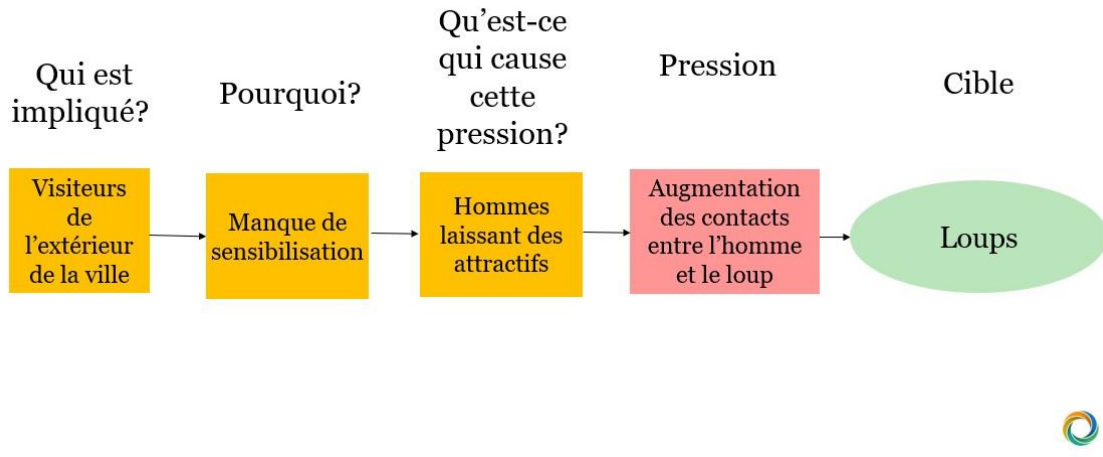 Qui est
impliqué?
Pourquoi?
Qu’est-ce
qui cause
cette
pression?
Pression
Cible
Visiteurs
de
l’extérieur
de la ville
Manque de
sensibilisation
Hommes
laissant des
attractifs
Augmentation
des contacts
entre l’homme
et le loup
Loups